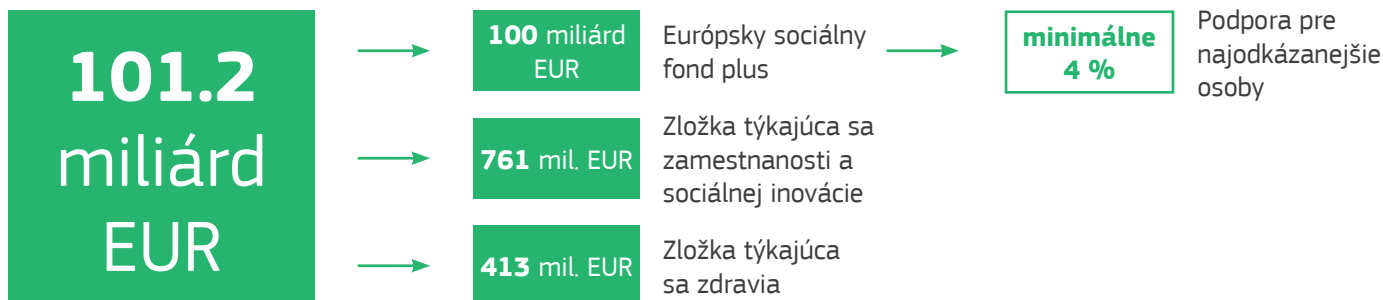 101.2
miliárd
EUR
100 miliárd
EUR
Európsky sociálny
fond plus
minimálne
4 %
Podpora pre
najodkázanejšie
osoby
761 mil. EUR
Zložka týkajúca sa
zamestnanosti a
sociálnej inovácie
413 mil. EUR
Zložka týkajúca
sa zdravia